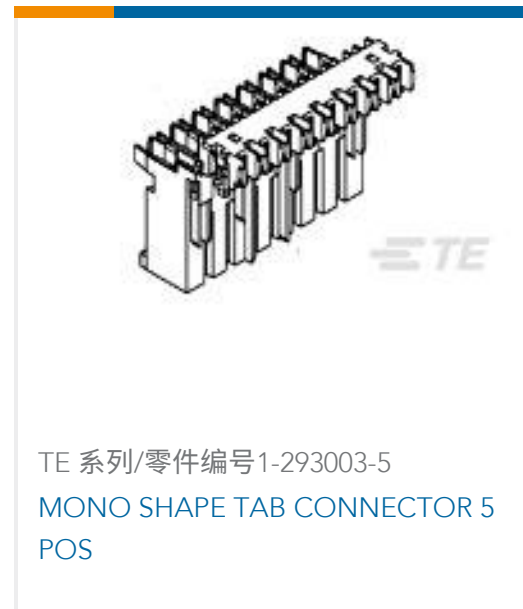 TE
TE 系列/零件编号1-293003-5
MONO SHAPE TAB CONNECTOR 5
POS